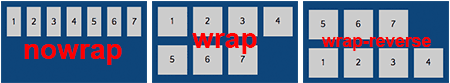 1 2 3 4 5 6 7
nowrap
1 2 3 4
wrap
5 6 7
5 6 7
wrap-reverse
1 2 3 4